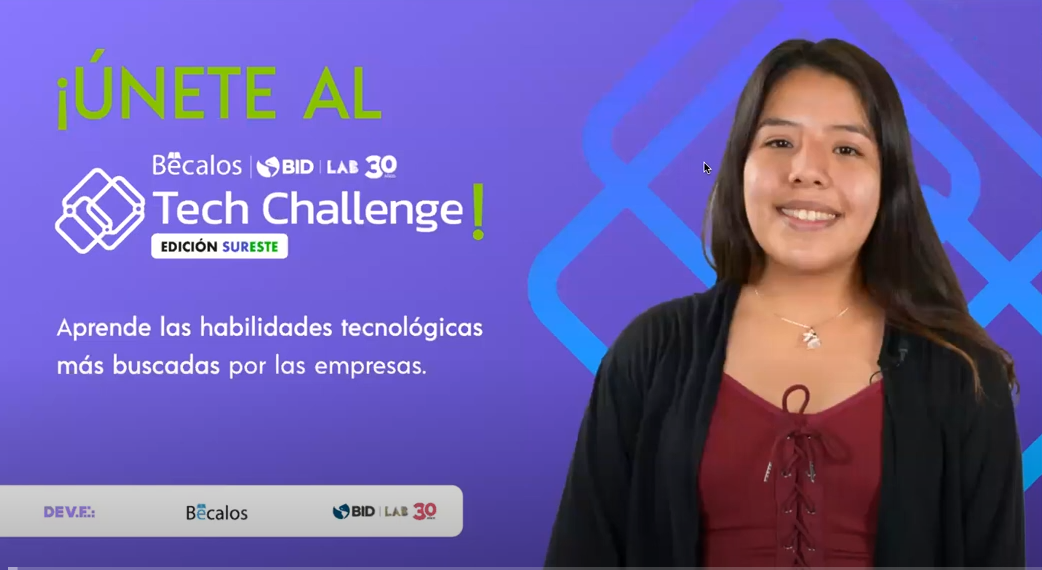 ¡ÚNETE AL
Bécalos | BID | LAB 30
Tech Challenge!
EDICIÓN SURESTE
Aprende las habilidades tecnológicas
más buscadas por las empresas.
DEV.F.: Bécalos BID | LAB 30